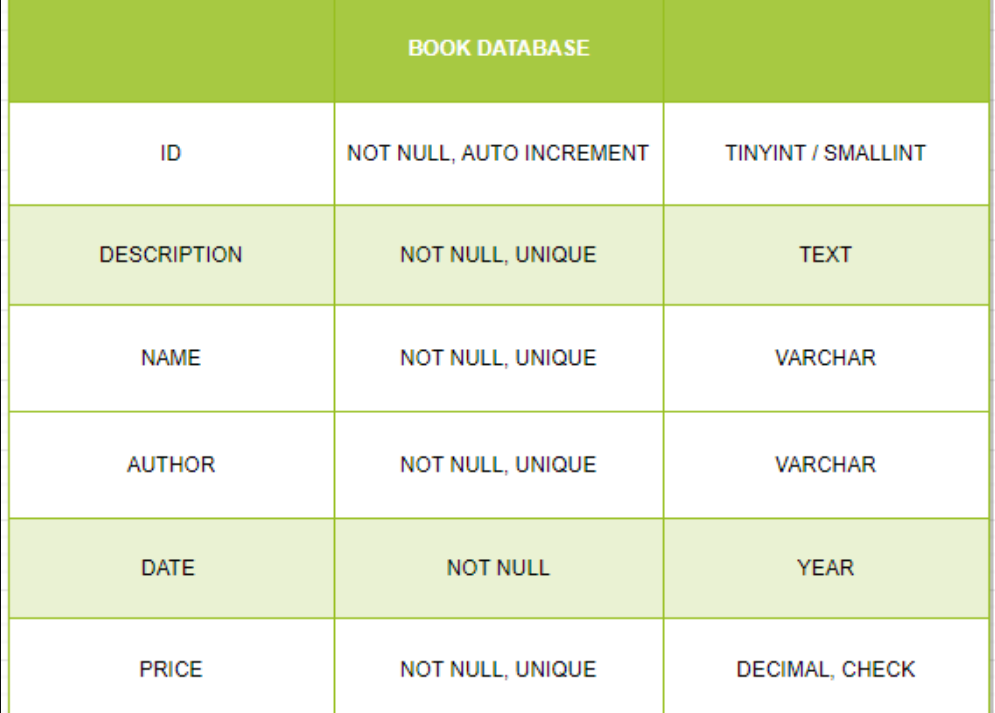 BOOK DATABASE
ID NOT NULL, AUTO INCREMENT TINYINT / SMALLINT
DESCRIPTION NOT NULL, UNIQUE TEXT
NAME NOT NULL, UNIQUE VARCHAR
AUTHOR NOT NULL, UNIQUE VARCHAR
DATE NOT NULL YEAR
PRICE NOT NULL, UNIQUE DECIMAL, CHECK